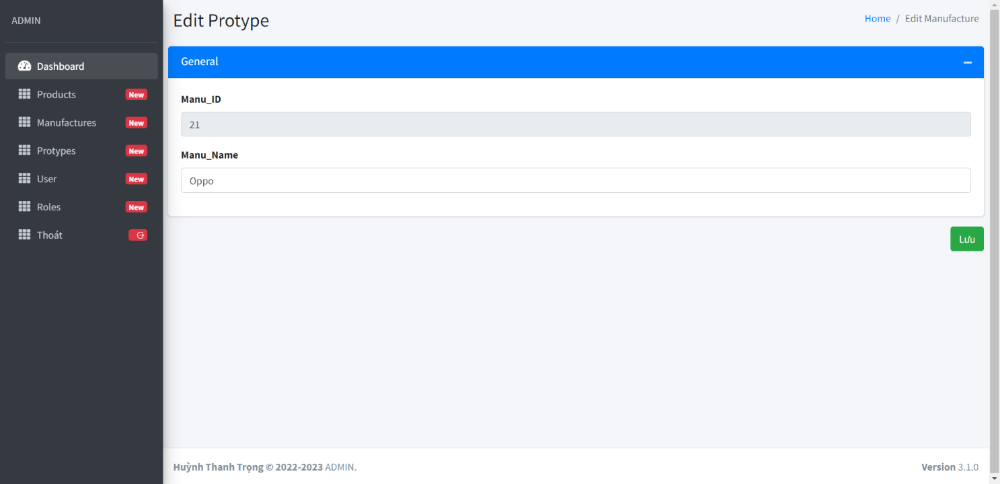 ADMIN
Dashboard
Products New
Manufactures New
Protypes New
User New
Roles New
Thoát
Edit Protype
Home / Edit Manufacture
General
Manu_ID
21
Manu_Name
Oppo
Lưu
Huỳnh Thanh Trọng © 2022-2023 ADMIN.
Version 3.1.0